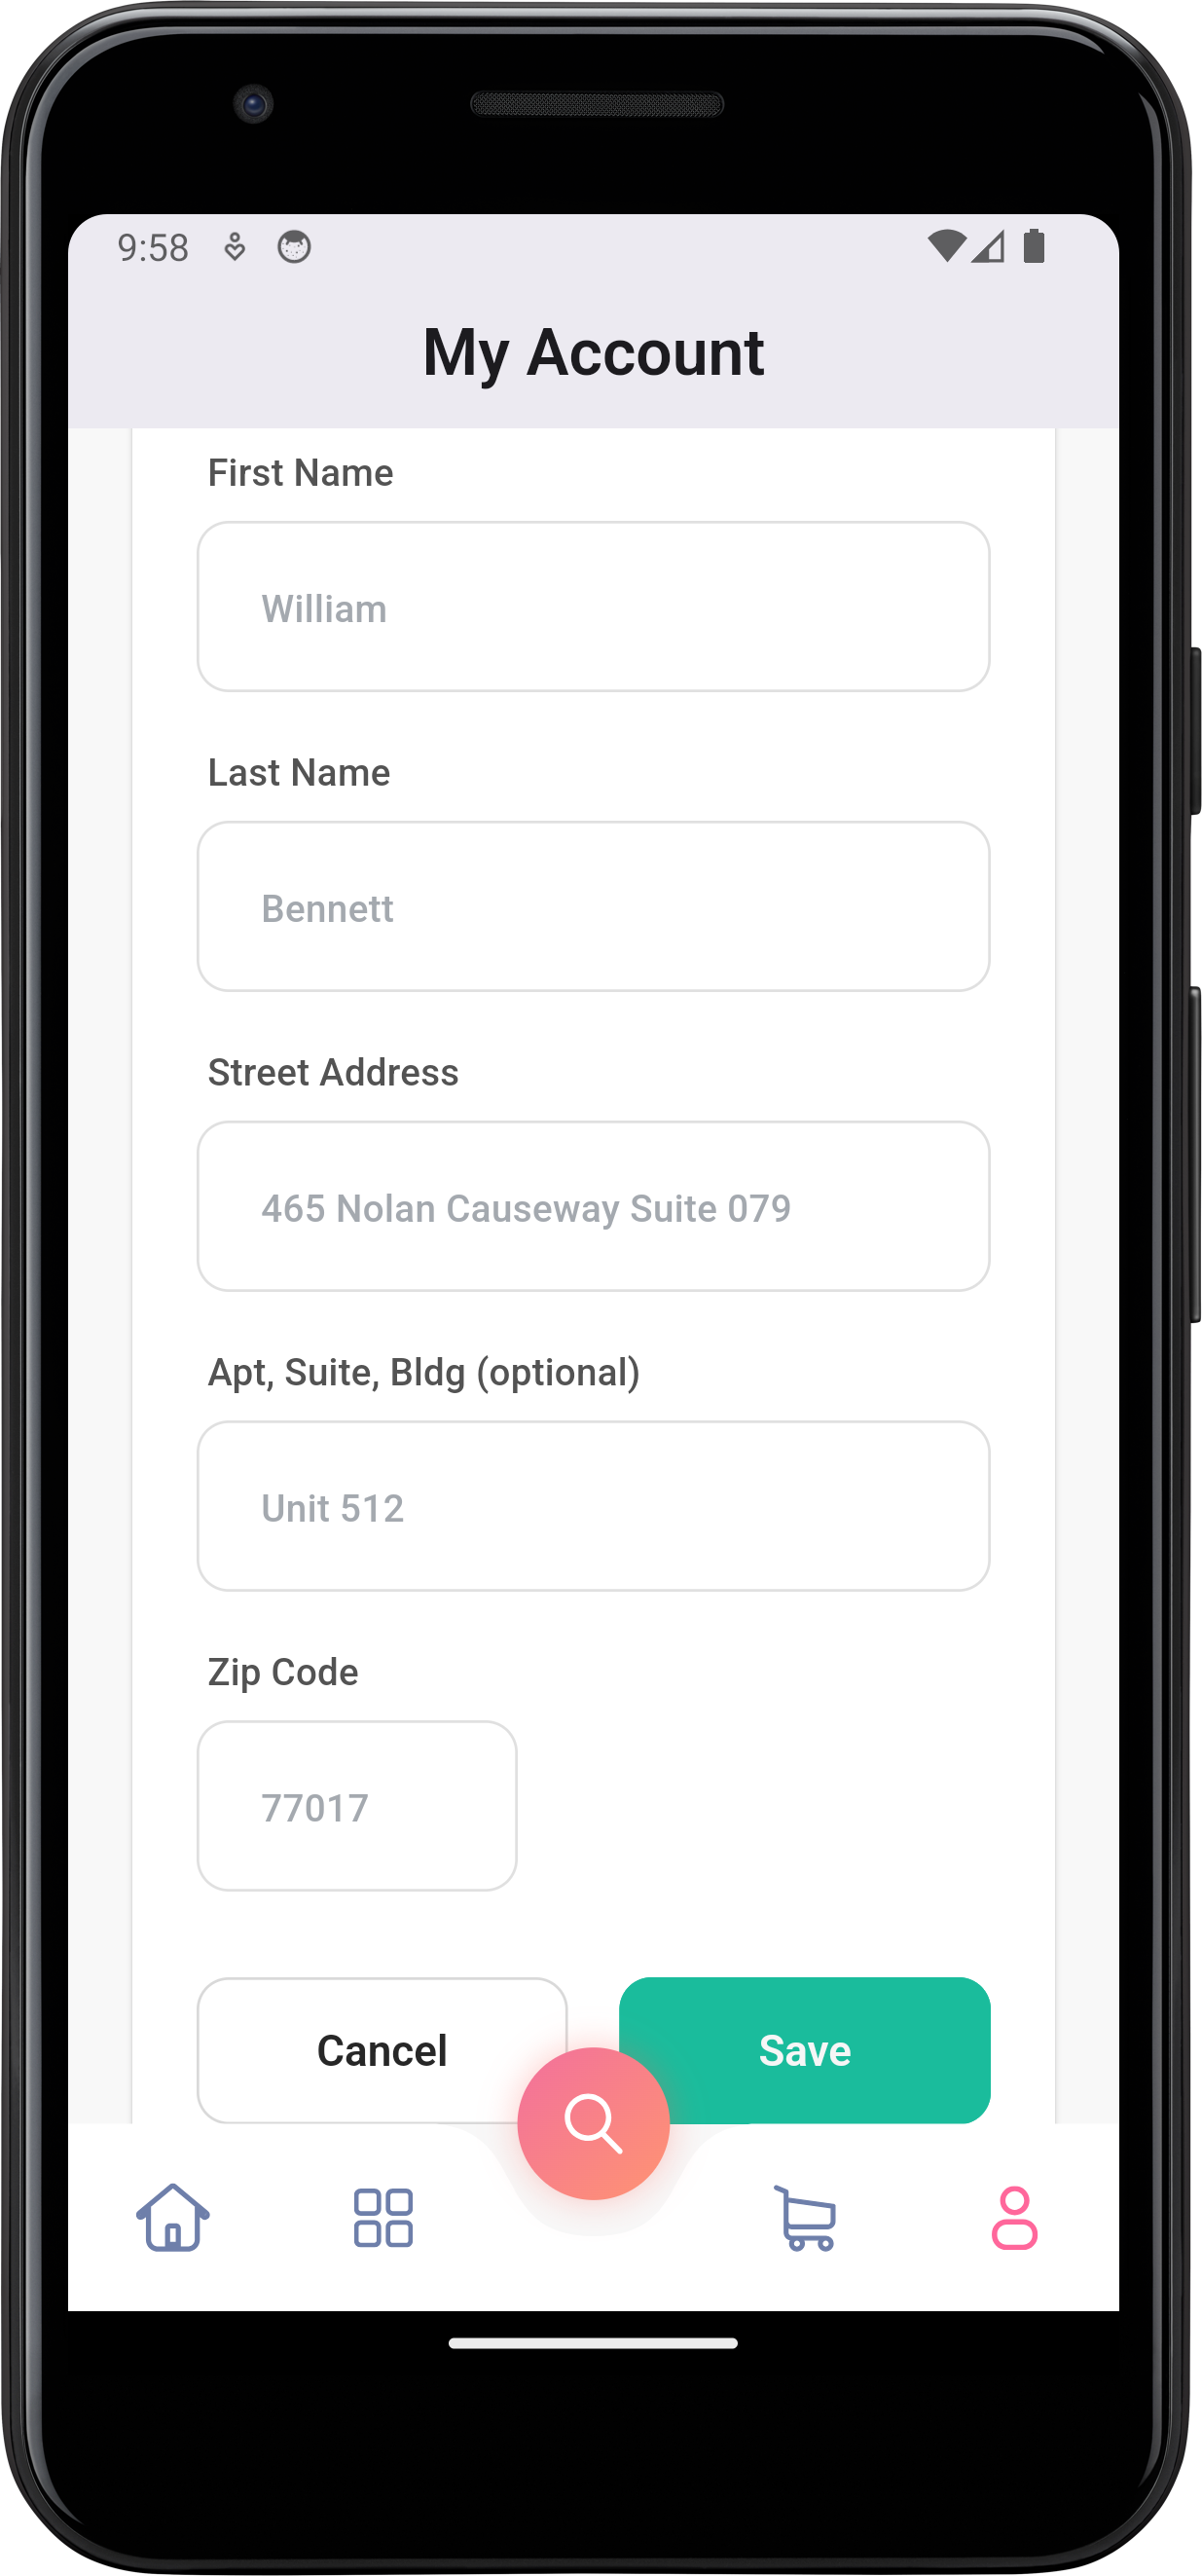 9:58
My Account
First Name
William
Last Name
Bennett
Street Address
465 Nolan Causeway Suite 079
Apt, Suite, Bldg (optional)
Unit 512
Zip Code
77017
Cancel
Save